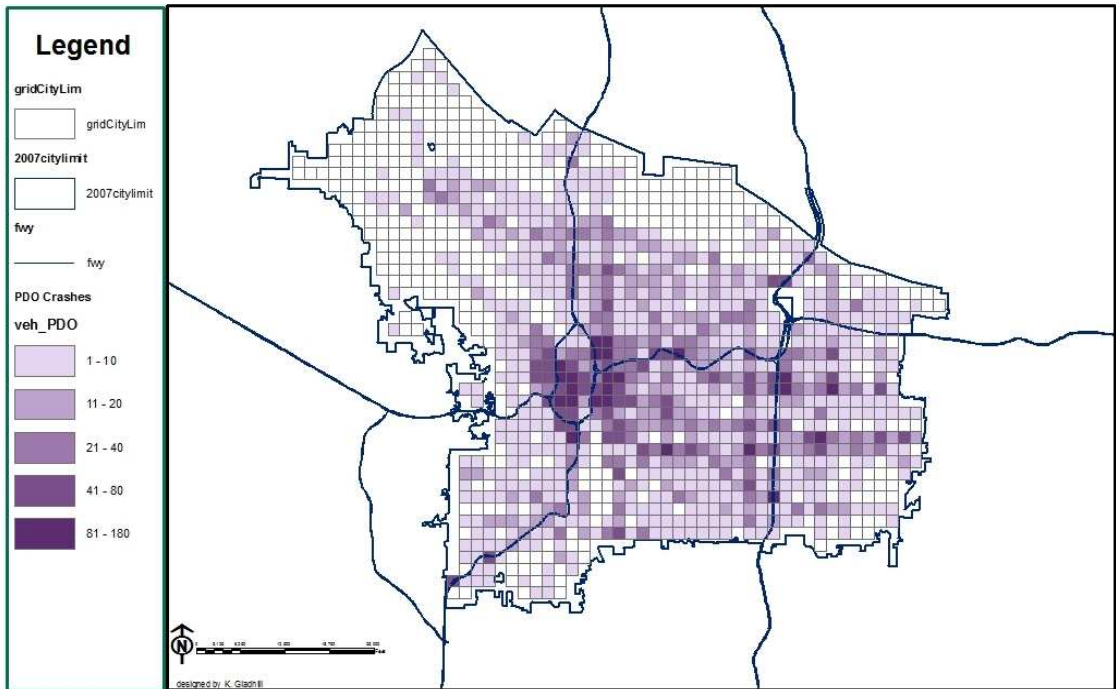 Legend
gridCityLim
gridCityLim
2007citylimit
2007citylimit
fwy
fwy
PDO Crashes
veh_PDO
1 - 10
11 - 20
21 - 40
41 - 80
81 - 180
N
Feet
designed by K. Gladhill